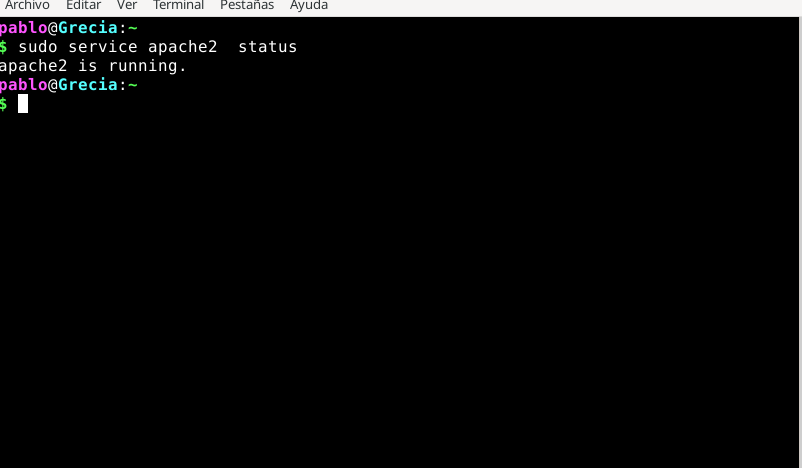 Archivo Editar Ver Terminal Pestañas Ayuda
pablo@Grecia:~
$ sudo service apache2  status
apache2 is running.
pablo@Grecia:~
$